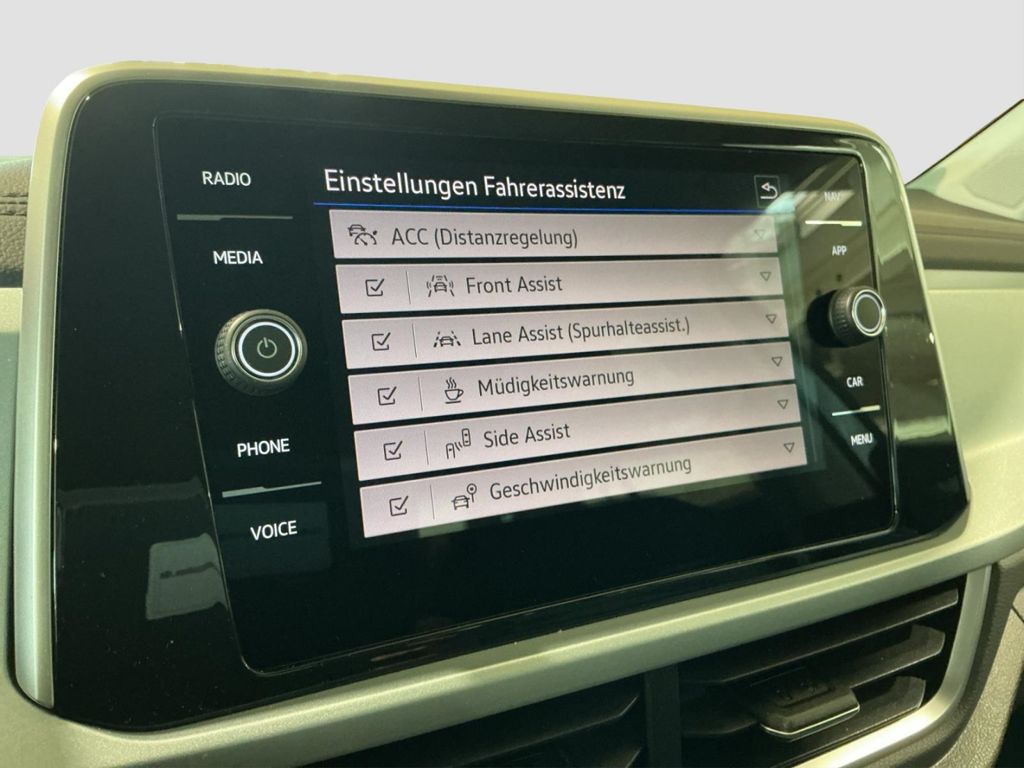 RADIO
MEDIA
PHONE
VOICE
Einstellungen Fahrerassistenz
ACC (Distanzregelung)
Front Assist
Lane Assist (Spurhalteassist.)
Müdigkeitswarnung
Side Assist
Geschwindigkeitswarnung
NAV
APP
CAR
MENU